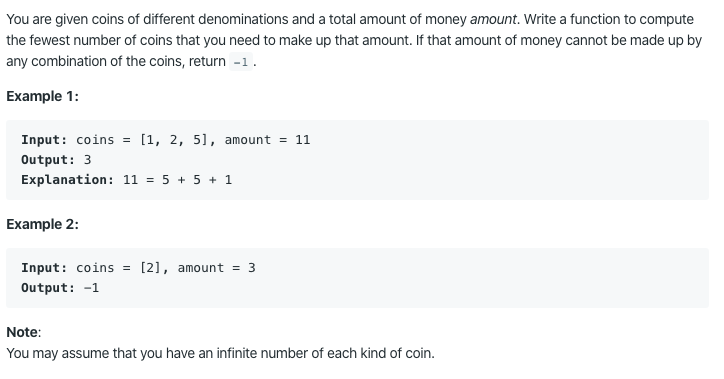 You are given coins of different denominations and a total amount of money amount. Write a function to compute
the fewest number of coins that you need to make up that amount. If that amount of money cannot be made up by
any combination of the coins, return -1 .
Example 1:
Input: coins = [1, 2, 5], amount = 11
Output: 3
Explanation: 11 = 5 + 5 + 1
Example 2:
Input: coins = [2], amount = 3
Output: -1
Note:
You may assume that you have an infinite number of each kind of coin.